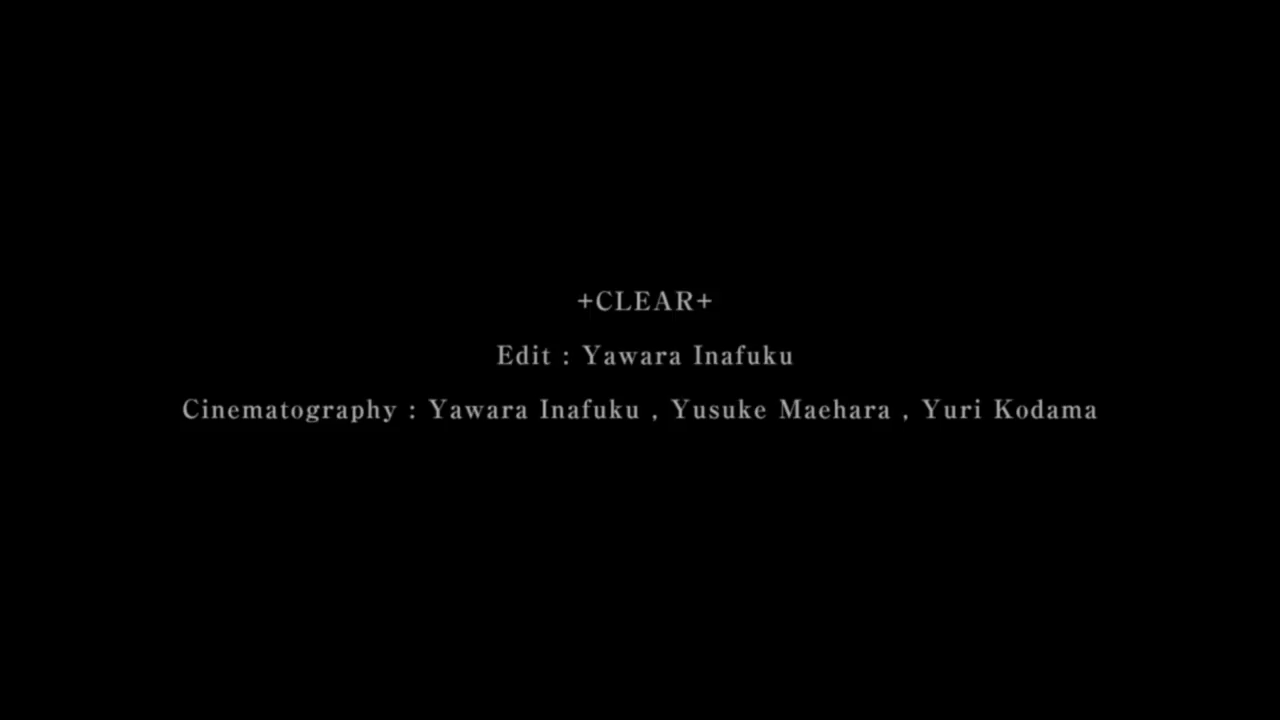 +CLEAR+
Edit : Yawara Inafuku
Cinematography : Yawara Inafuku , Yusuke Maehara , Yuri Kodama